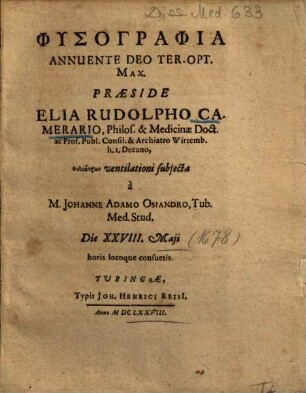 Diss. Med. 633
ΦΥΣΟΓΡΑΦΙΑ
ANNUENTE DEO TER.OPT.
MAX.
PRÆSIDE
ELIA RUDOLPHO CA-
MERARIO, Philos. & Medicinæ Doct.
ac Prof. Publ. Consil. & Archiatro Wirtemb.
h. t. Decano,
ventilationi subjecta
à
M. JOHANNE ADAMO OSIANDRO, Tub.
Med. Stud.
Die XXVIII. Maji (1678)
horis locoque consuetis.
TUBINGÆ,
Typis JOH. HENRICI REISI,
Anno M DC LXXVIII.